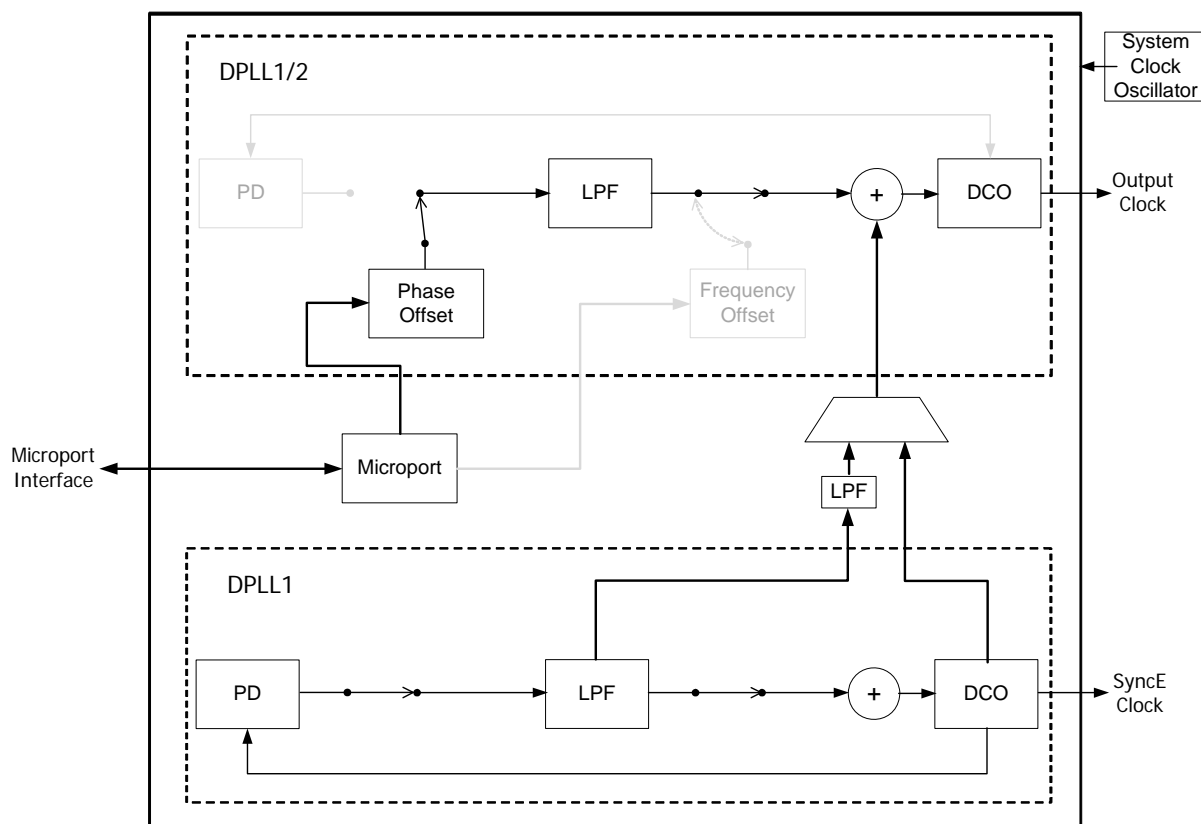 System
Clock
Oscillator
DPLL1/2
PD
LPF
+
DCO
Output
Clock
Phase
Offset
Frequency
Offset
Microport
Interface
Microport
LPF
DPLL1
PD
LPF
+
DCO
SyncE
Clock